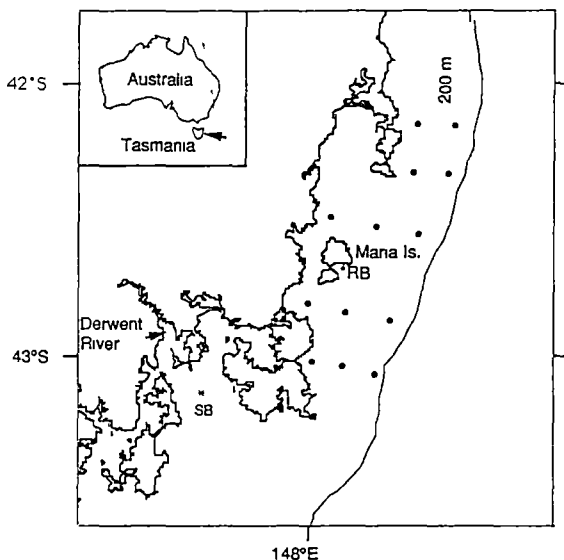 Australia
Tasmania
42°S
200 m
Maria Is.
RB
Derwent
River
43°S
SB
148°E